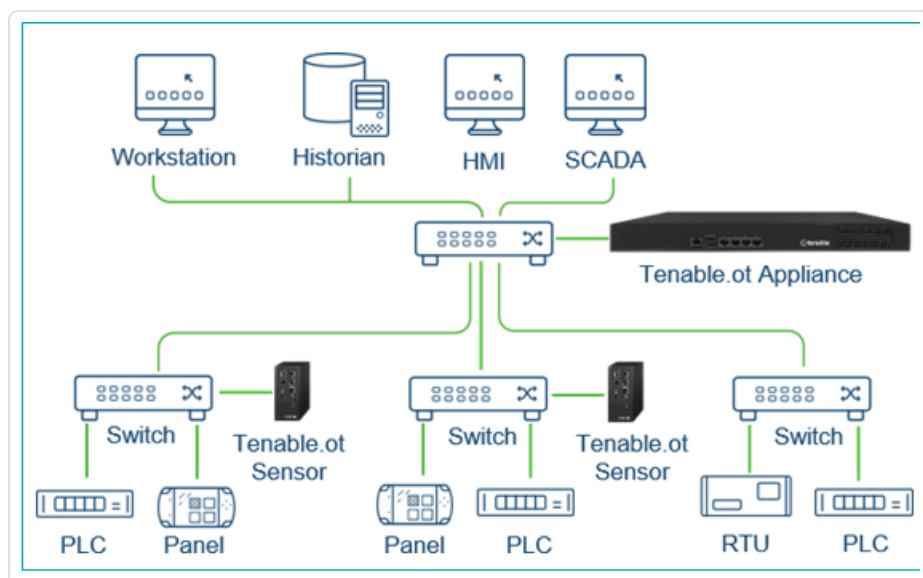 Workstation
Historian
HMI
SCADA
tenable
Tenable.ot Appliance
Switch
Tenable.ot
Sensor
Switch
Tenable.ot
Sensor
Switch
PLC
Panel
Panel
PLC
RTU
PLC